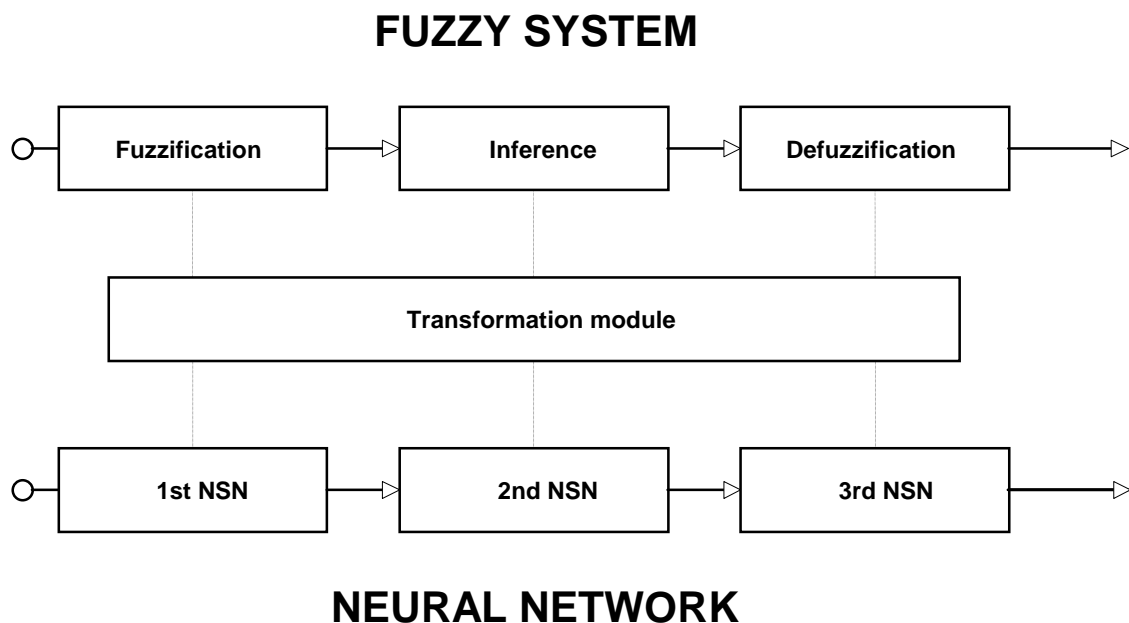 FUZZY SYSTEM
Fuzzification
Inference
Defuzzification
Transformation module
1st NSN
2nd NSN
3rd NSN
NEURAL NETWORK